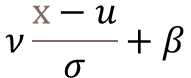 ν (x − u)/σ + β